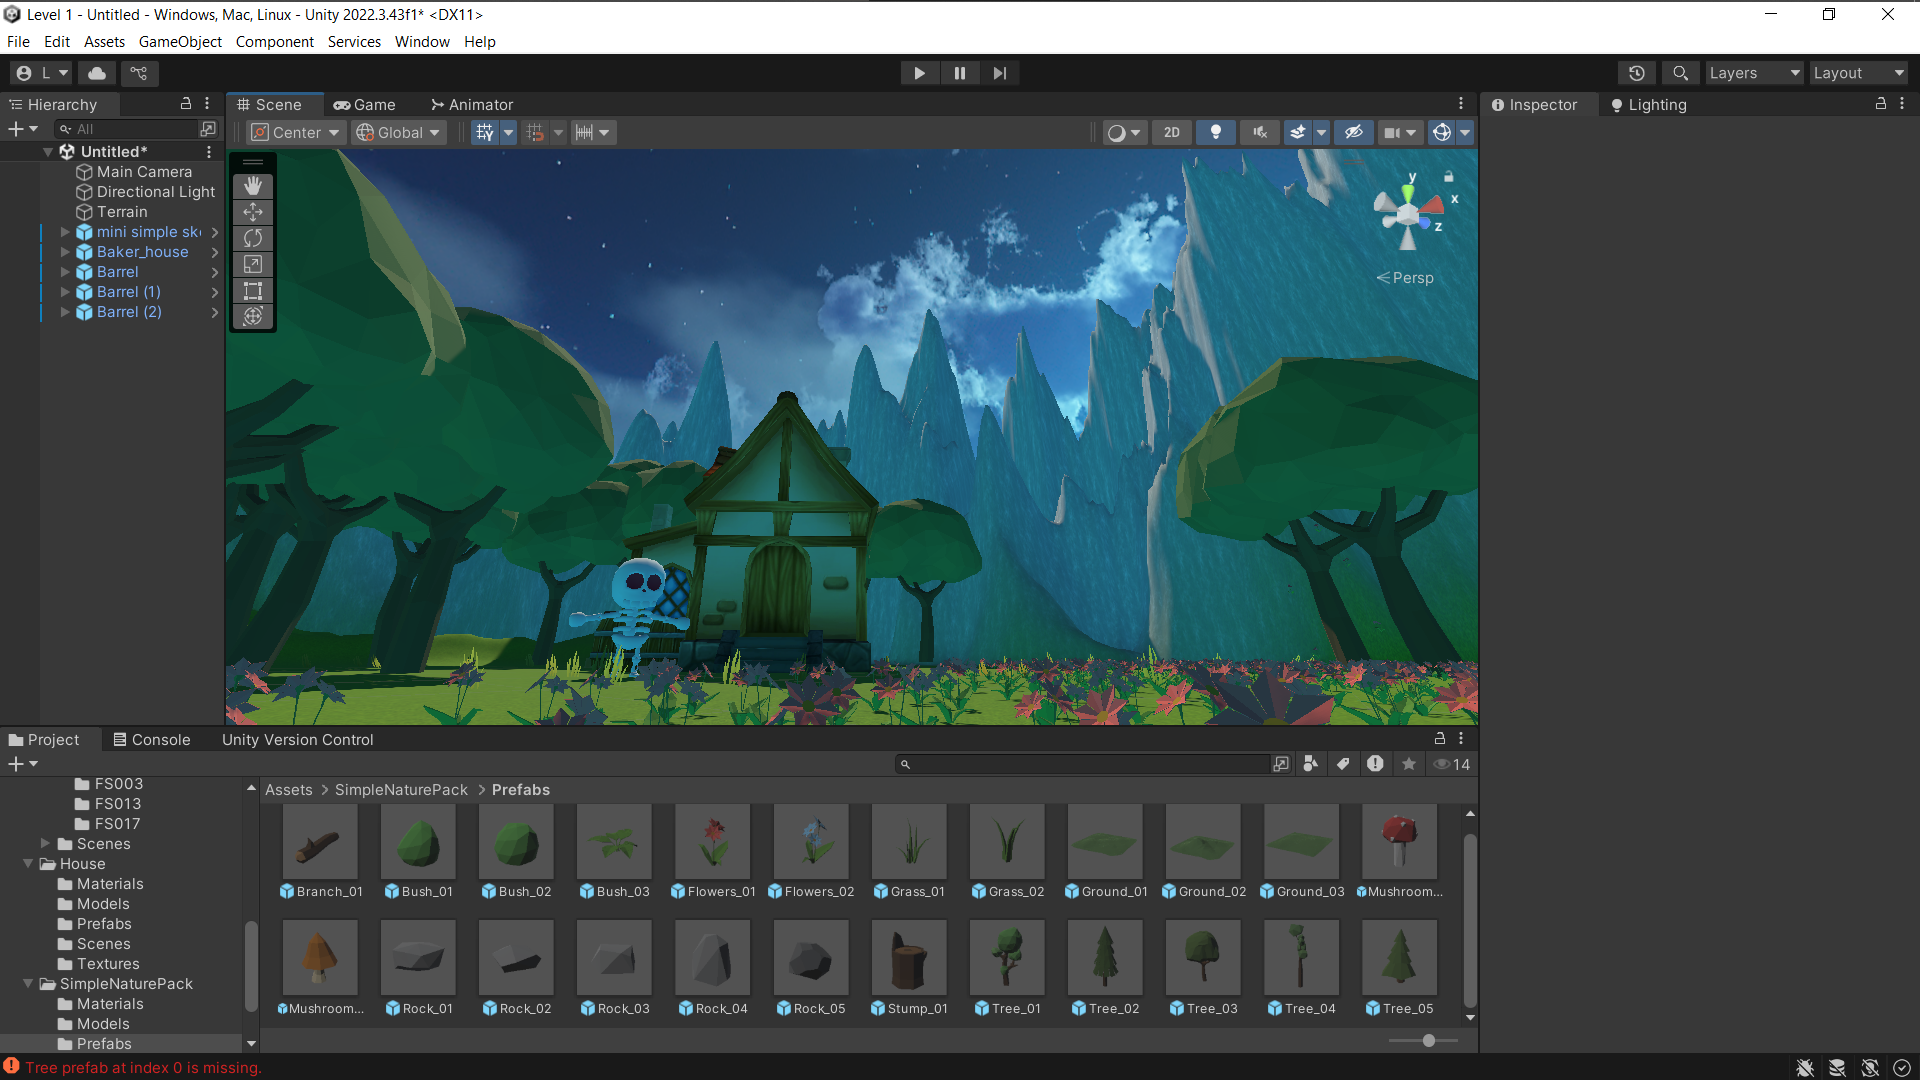 Level 1 - Untitled - Windows, Mac, Linux - Unity 2022.3.43f1* <DX11>
File Edit Assets GameObject Component Services Window Help
L Layers Layout
Hierarchy
All
Untitled*
Main Camera
Directional Light
Terrain
mini simple sk
Baker_house
Barrel
Barrel (1)
Barrel (2)
Scene Game Animator
Center Global 2D
y
x
z
Persp
Inspector Lighting
Project Console Unity Version Control
14
FS003
FS013
FS017
Scenes
House
Materials
Models
Prefabs
Scenes
Textures
SimpleNaturePack
Materials
Models
Prefabs
Assets > SimpleNaturePack > Prefabs
Branch_01 Bush_01 Bush_02 Bush_03 Flowers_01 Flowers_02 Grass_01 Grass_02 Ground_01 Ground_02 Ground_03 Mushroom...
Mushroom... Rock_01 Rock_02 Rock_03 Rock_04 Rock_05 Stump_01 Tree_01 Tree_02 Tree_03 Tree_04 Tree_05
Tree prefab at index 0 is missing.